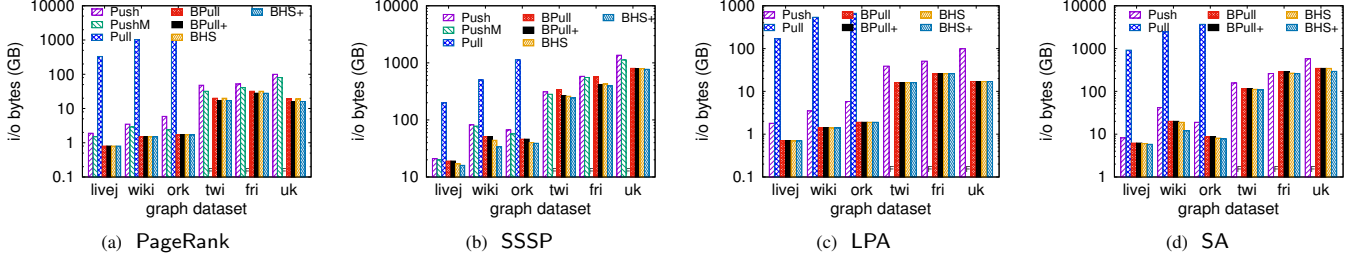 i/o bytes (GB)
10000
1000
100
10
1
0.1
Push
PushM
Pull
BPull
BPull+
BHS
BHS+
livej wiki ork twi fri uk
graph dataset
(a) PageRank
i/o bytes (GB)
10000
1000
100
10
Push
PushM
Pull
BPull
BPull+
BHS
BHS+
livej wiki ork twi fri uk
graph dataset
(b) SSSP
i/o bytes (GB)
1000
100
10
1
0.1
Push
Pull
BPull
BPull+
BHS
BHS+
livej wiki ork twi fri uk
graph dataset
(c) LPA
i/o bytes (GB)
10000
1000
100
10
1
Push
Pull
BPull
BPull+
BHS
BHS+
livej wiki ork twi fri uk
graph dataset
(d) SA